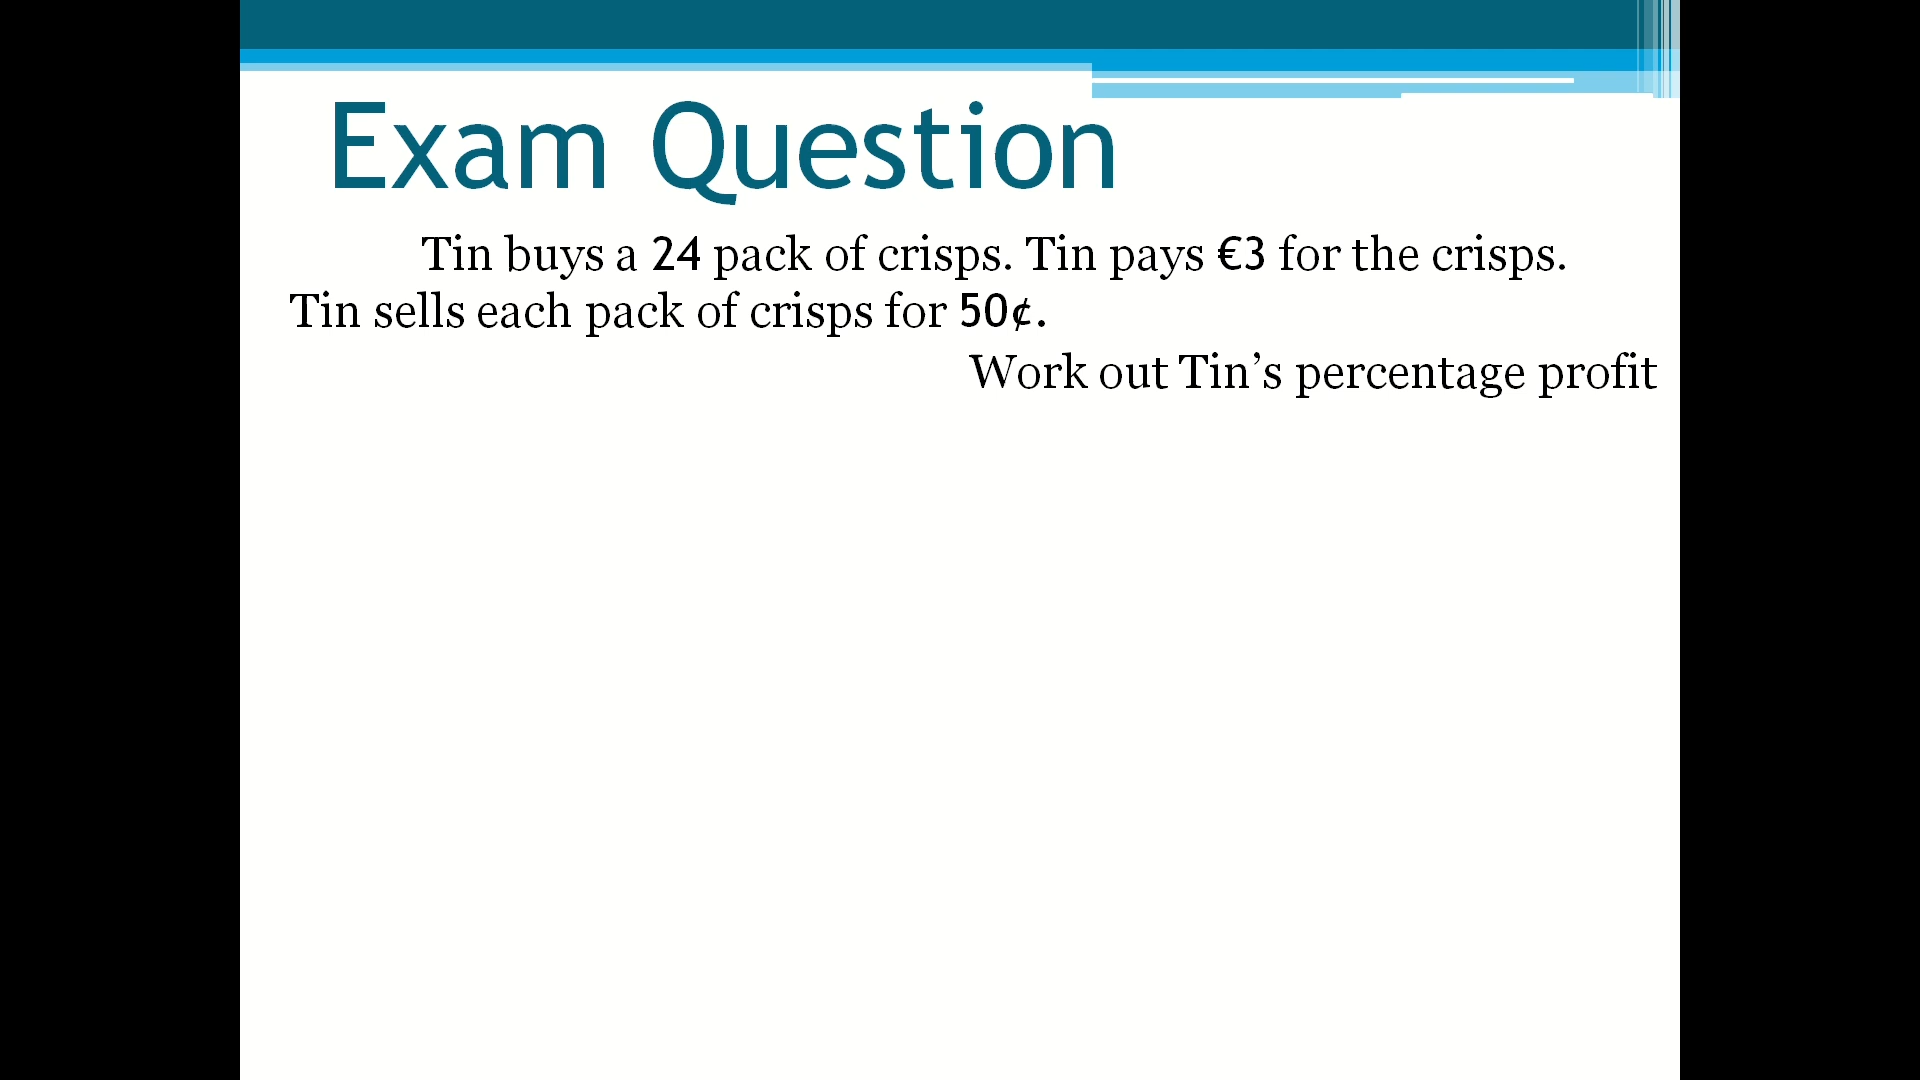 Exam Question
Tin buys a 24 pack of crisps. Tin pays €3 for the crisps.
Tin sells each pack of crisps for 50¢.
Work out Tin’s percentage profit